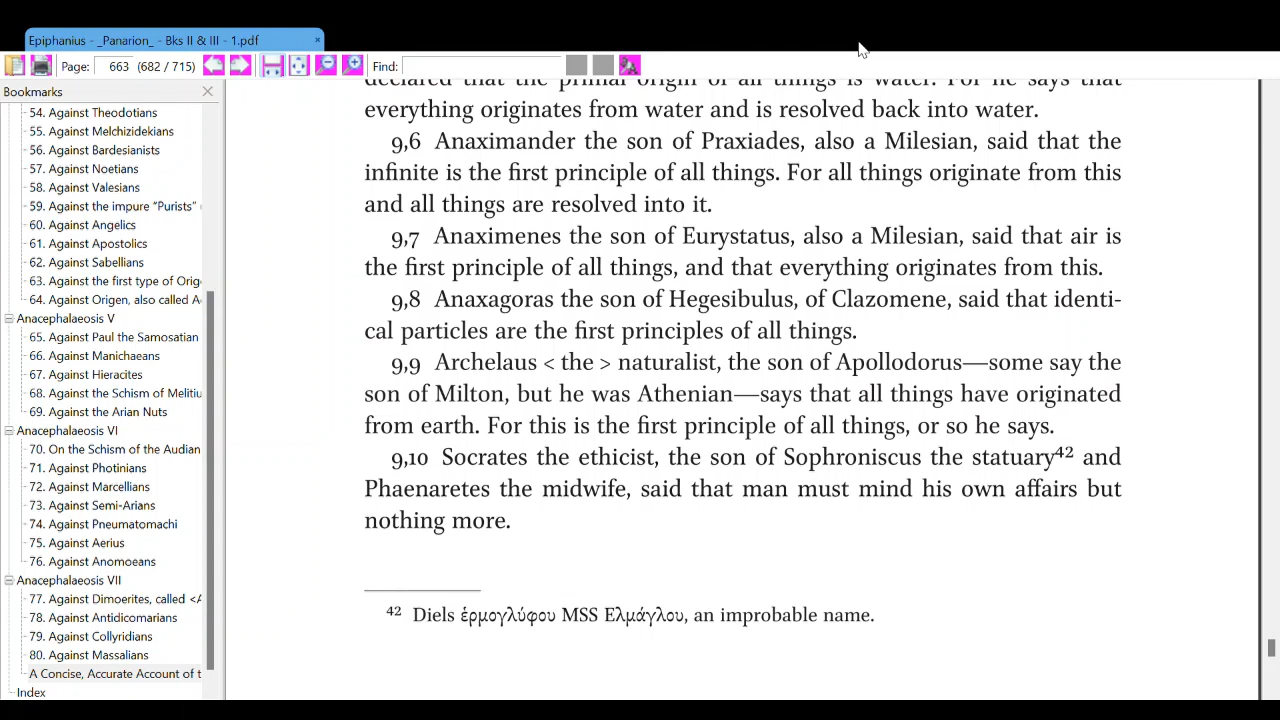 Epiphanius - _Panarion_ - Bks II & III - 1.pdf
×
Page: 663 (682 / 715) Find:
Bookmarks
54. Against Theodotians
55. Against Melchizidekians
56. Against Bardesianists
57. Against Noetians
58. Against Valesians
59. Against the impure “Purists” (
60. Against Angelics
61. Against Apostolics
62. Against Sabellians
63. Against the first type of Orig
64. Against Origen, also called A
Anacephalaeosis V
65. Against Paul the Samosatian
66. Against Manichaeans
67. Against Hieracites
68. Against the Schism of Melitiu
69. Against the Arian Nuts
Anacephalaeosis VI
70. On the Schism of the Audian
71. Against Photinians
72. Against Marcellians
73. Against Semi-Arians
74. Against Pneumatomachi
75. Against Aerius
76. Against Anomoeans
Anacephalaeosis VII
77. Against Dimoerites, called <A
78. Against Antidicomarians
79. Against Collyridians
80. Against Massalians
A Concise, Accurate Account of t
Index
declared that the primal origin of all things is water. For he says that
everything originates from water and is resolved back into water.
9,6 Anaximander the son of Praxiades, also a Milesian, said that the
infinite is the first principle of all things. For all things originate from this
and all things are resolved into it.
9,7 Anaximenes the son of Eurystatus, also a Milesian, said that air is
the first principle of all things, and that everything originates from this.
9,8 Anaxagoras the son of Hegesibulus, of Clazomene, said that identi-
cal particles are the first principles of all things.
9,9 Archelaus < the > naturalist, the son of Apollodorus—some say the
son of Milton, but he was Athenian—says that all things have originated
from earth. For this is the first principle of all things, or so he says.
9,10 Socrates the ethicist, the son of Sophroniscus the statuary⁴² and
Phaenaretes the midwife, said that man must mind his own affairs but
nothing more.
⁴² Diels ἑρμογλύφου MSS Ελμάγλου, an improbable name.